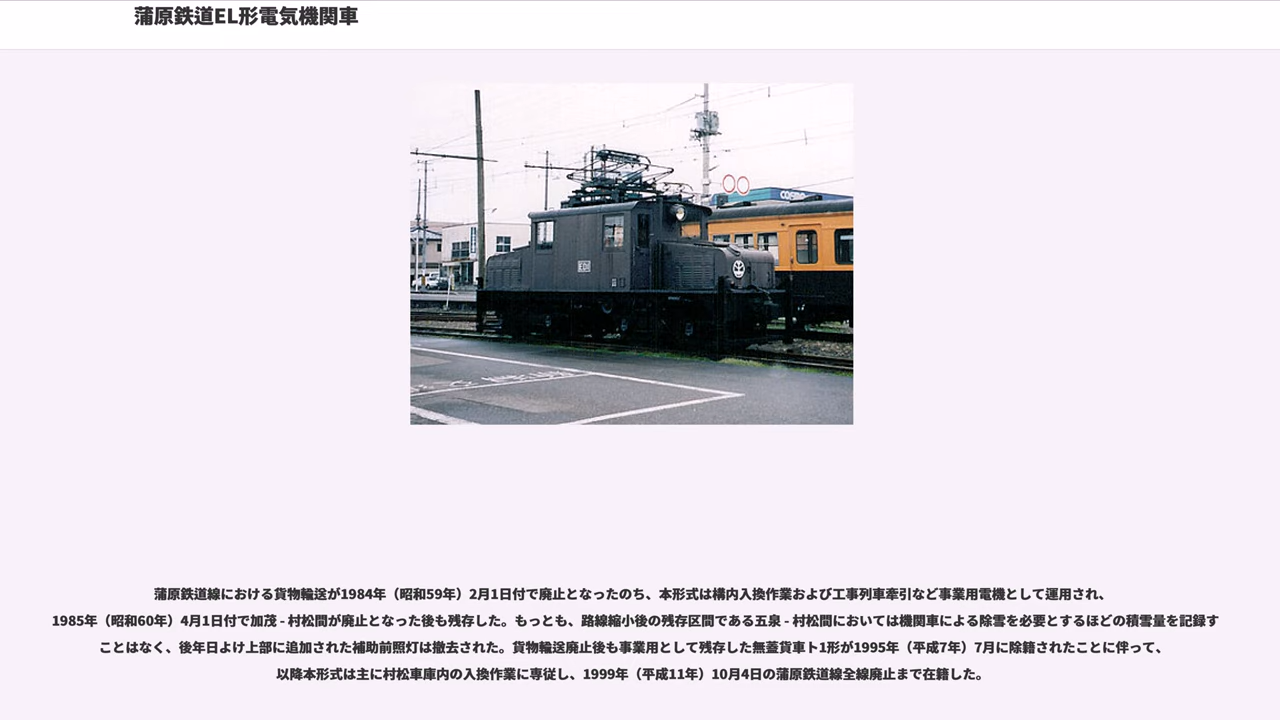 蒲原鉄道EL形電気機関車
蒲原鉄道線における貨物輸送が1984年（昭和59年）2月1日付で廃止となったのち、本形式は構内入換作業および工事列車牽引など事業用電機として運用され、
1985年（昭和60年）4月1日付で加茂 - 村松間が廃止となった後も残存した。もっとも、路線縮小後の残存区間である五泉 - 村松間においては機関車による除雪を必要とするほどの積雪量を記録す
ことはなく、後年日よけ上部に追加された補助前照灯は撤去された。貨物輸送廃止後も事業用として残存した無蓋貨車ト1形が1995年（平成7年）7月に除籍されたことに伴って、
以降本形式は主に村松車庫内の入換作業に専従し、1999年（平成11年）10月4日の蒲原鉄道線全線廃止まで在籍した。